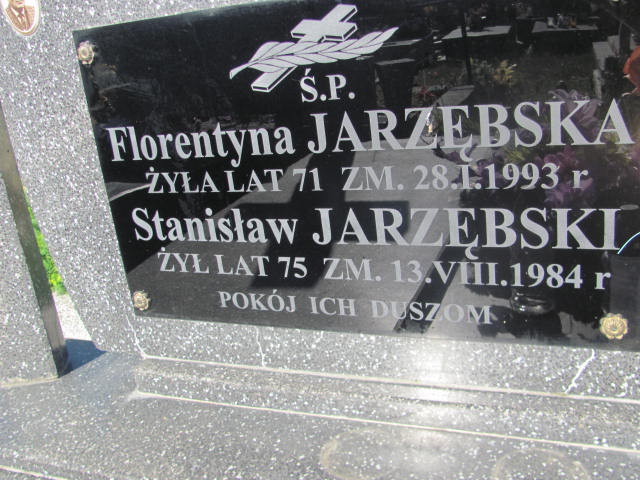 Ś.P.
Florentyna JARZĘBSKA
ŻYŁA LAT 71 ZM. 28.I.1993 r
Stanisław JARZĘBSKI
ŻYŁ LAT 75 ZM. 13.VIII.1984 r
POKÓJ ICH DUSZOM